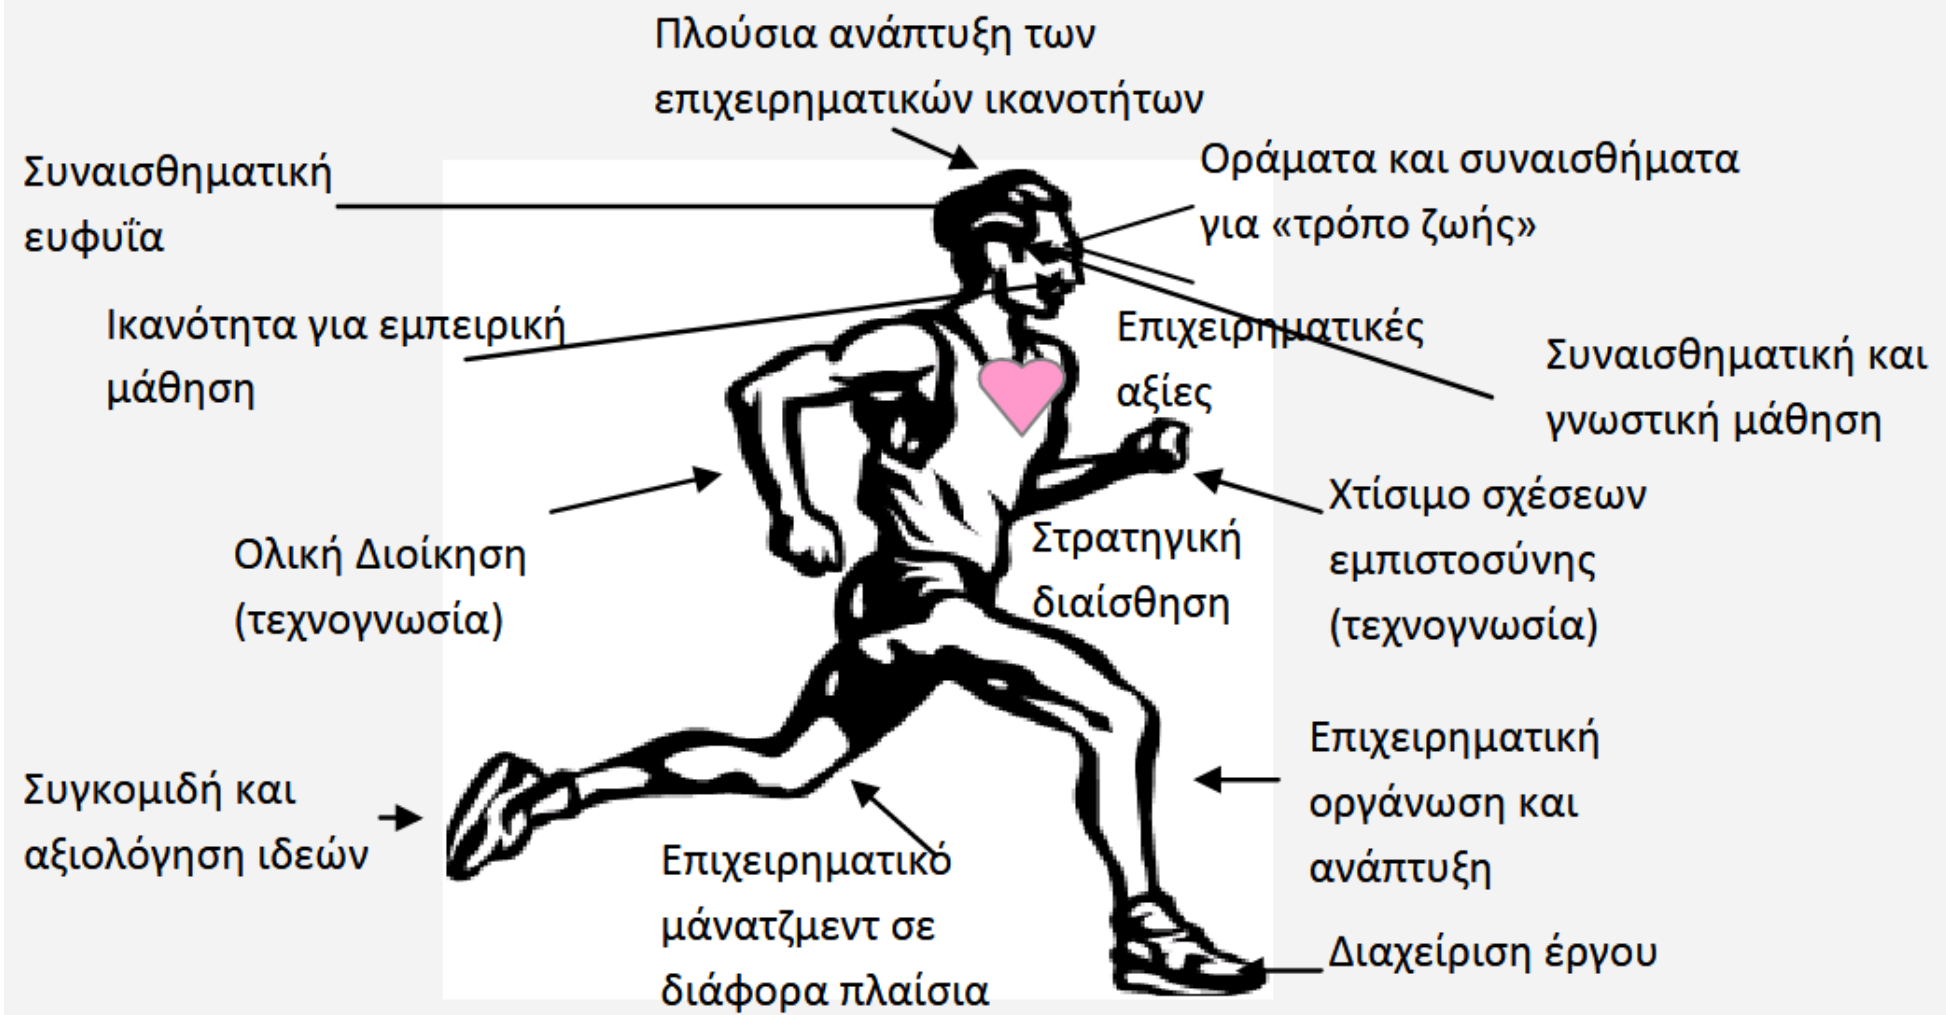 Πλούσια ανάπτυξη των
επιχειρηματικών ικανοτήτων
Συναισθηματική
ευφυΐα
Οράματα και συναισθήματα
για «τρόπο ζωής»
Ικανότητα για εμπειρική
μάθηση
Επιχειρηματικές
αξίες
Συναισθηματική και
γνωστική μάθηση
Ολική Διοίκηση
(τεχνογνωσία)
Στρατηγική
διαίσθηση
Χτίσιμο σχέσεων
εμπιστοσύνης
(τεχνογνωσία)
Συγκομιδή και
αξιολόγηση ιδεών
Επιχειρηματικό
μάνατζμεντ σε
διάφορα πλαίσια
Επιχειρηματική
οργάνωση και
ανάπτυξη
Διαχείριση έργου